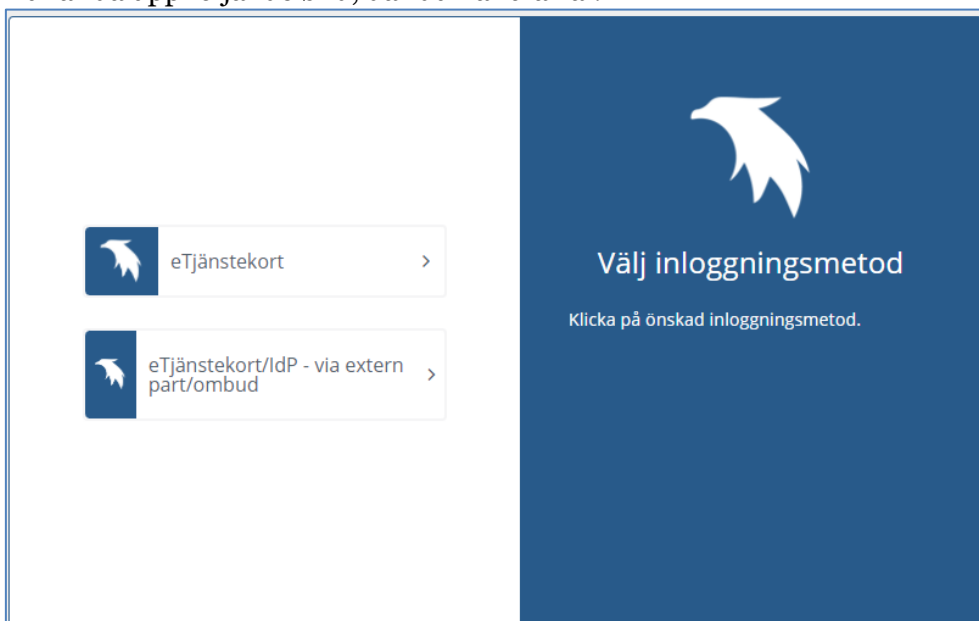 eTjänstekort
eTjänstekort/IdP - via extern
part/ombud
Välj inloggningsmetod
Klicka på önskad inloggningsmetod.